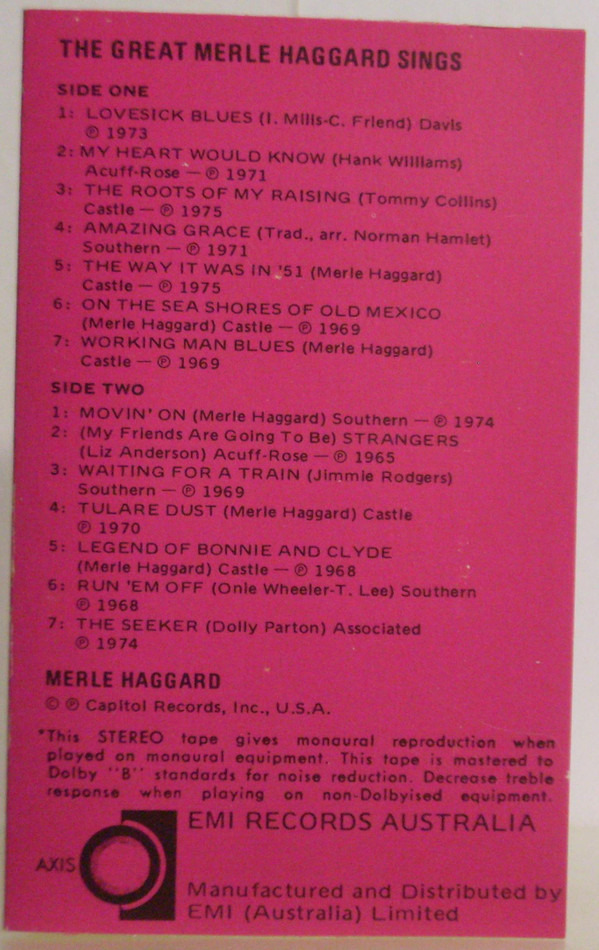 THE GREAT MERLE HAGGARD SINGS
SIDE ONE
1: LOVESICK BLUES (I. Mills-C. Friend) Davis
℗ 1973
2: MY HEART WOULD KNOW (Hank Williams)
Acuff-Rose — ℗ 1971
3: THE ROOTS OF MY RAISING (Tommy Collins)
Castle — ℗ 1975
4: AMAZING GRACE (Trad., arr. Norman Hamlet)
Southern — ℗ 1971
5: THE WAY IT WAS IN '51 (Merle Haggard)
Castle — ℗ 1975
6: ON THE SEA SHORES OF OLD MEXICO
(Merle Haggard) Castle — ℗ 1969
7: WORKING MAN BLUES (Merle Haggard)
Castle — ℗ 1969
SIDE TWO
1: MOVIN' ON (Merle Haggard) Southern — ℗ 1974
2: (My Friends Are Going To Be) STRANGERS
(Liz Anderson) Acuff-Rose — ℗ 1965
3: WAITING FOR A TRAIN (Jimmie Rodgers)
Southern — ℗ 1969
4: TULARE DUST (Merle Haggard) Castle
℗ 1970
5: LEGEND OF BONNIE AND CLYDE
(Merle Haggard) Castle — ℗ 1968
6: RUN 'EM OFF (Onie Wheeler-T. Lee) Southern
℗ 1968
7: THE SEEKER (Dolly Parton) Associated
℗ 1974
MERLE HAGGARD
© ℗ Capitol Records, Inc., U.S.A.
*This STEREO tape gives monaural reproduction when
played on monaural equipment. This tape is mastered to
Dolby "B" standards for noise reduction. Decrease treble
response when playing on non-Dolbyised equipment.
EMI RECORDS AUSTRALIA
AXIS
Manufactured and Distributed by
EMI (Australia) Limited